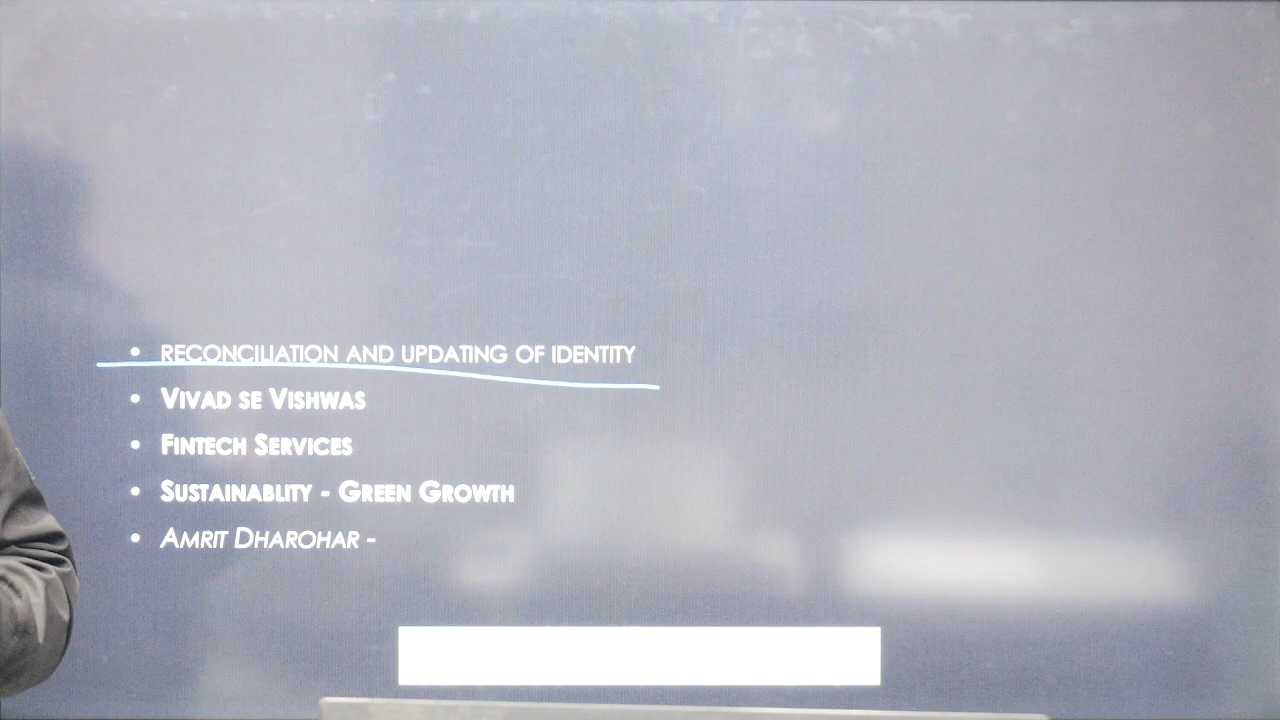 • RECONCILIATION AND UPDATING OF IDENTITY
• VIVAD SE VISHWAS
• FINTECH SERVICES
• SUSTAINABLITY - GREEN GROWTH
• AMRIT DHAROHAR -